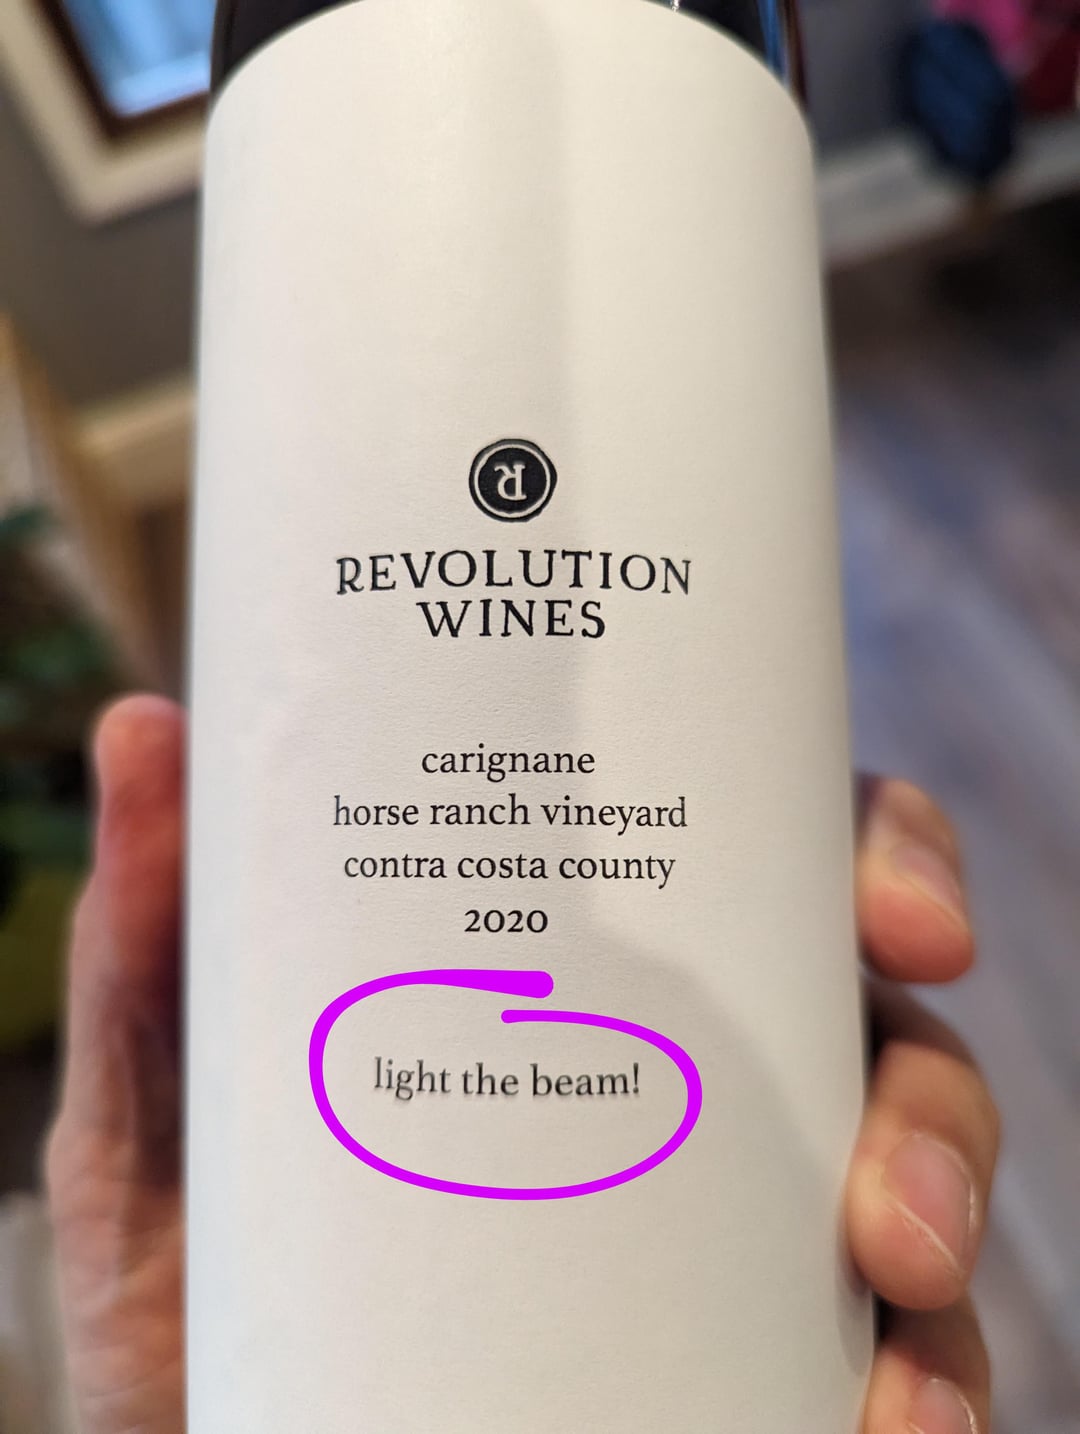 R
REVOLUTION
WINES
carignane
horse ranch vineyard
contra costa county
2020
light the beam!